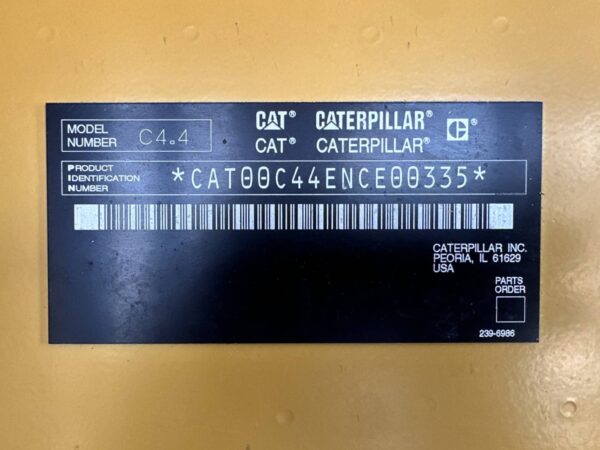 MODEL
NUMBER C4.4
CAT® CATERPILLAR® C®
CAT® CATERPILLAR®
PRODUCT
IDENTIFICATION
NUMBER
*CAT00C44ENCE00335*
CATERPILLAR INC.
PEORIA, IL 61629
USA
PARTS
ORDER
239-6986